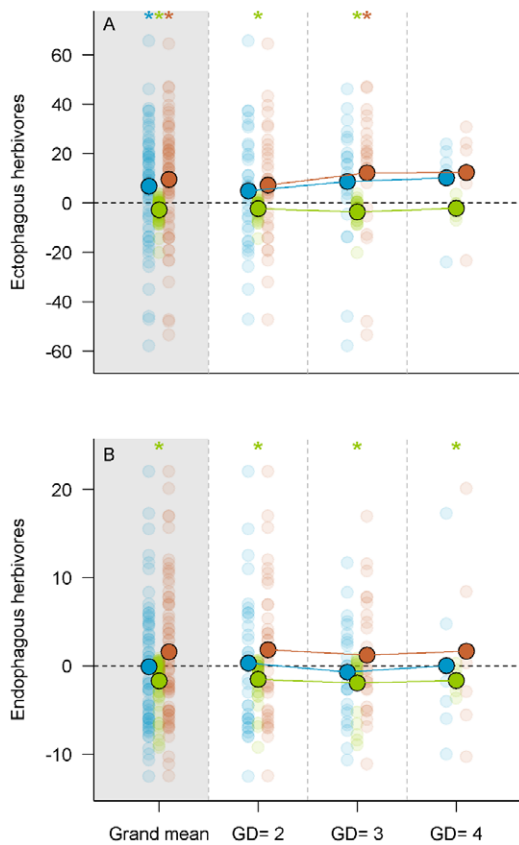 * * *
*
* *
A
60
40
20
0
-20
-40
-60
Ectophagous herbivores
*
*
*
*
B
20
10
0
-10
Endophagous herbivores
Grand mean
GD= 2
GD= 3
GD= 4